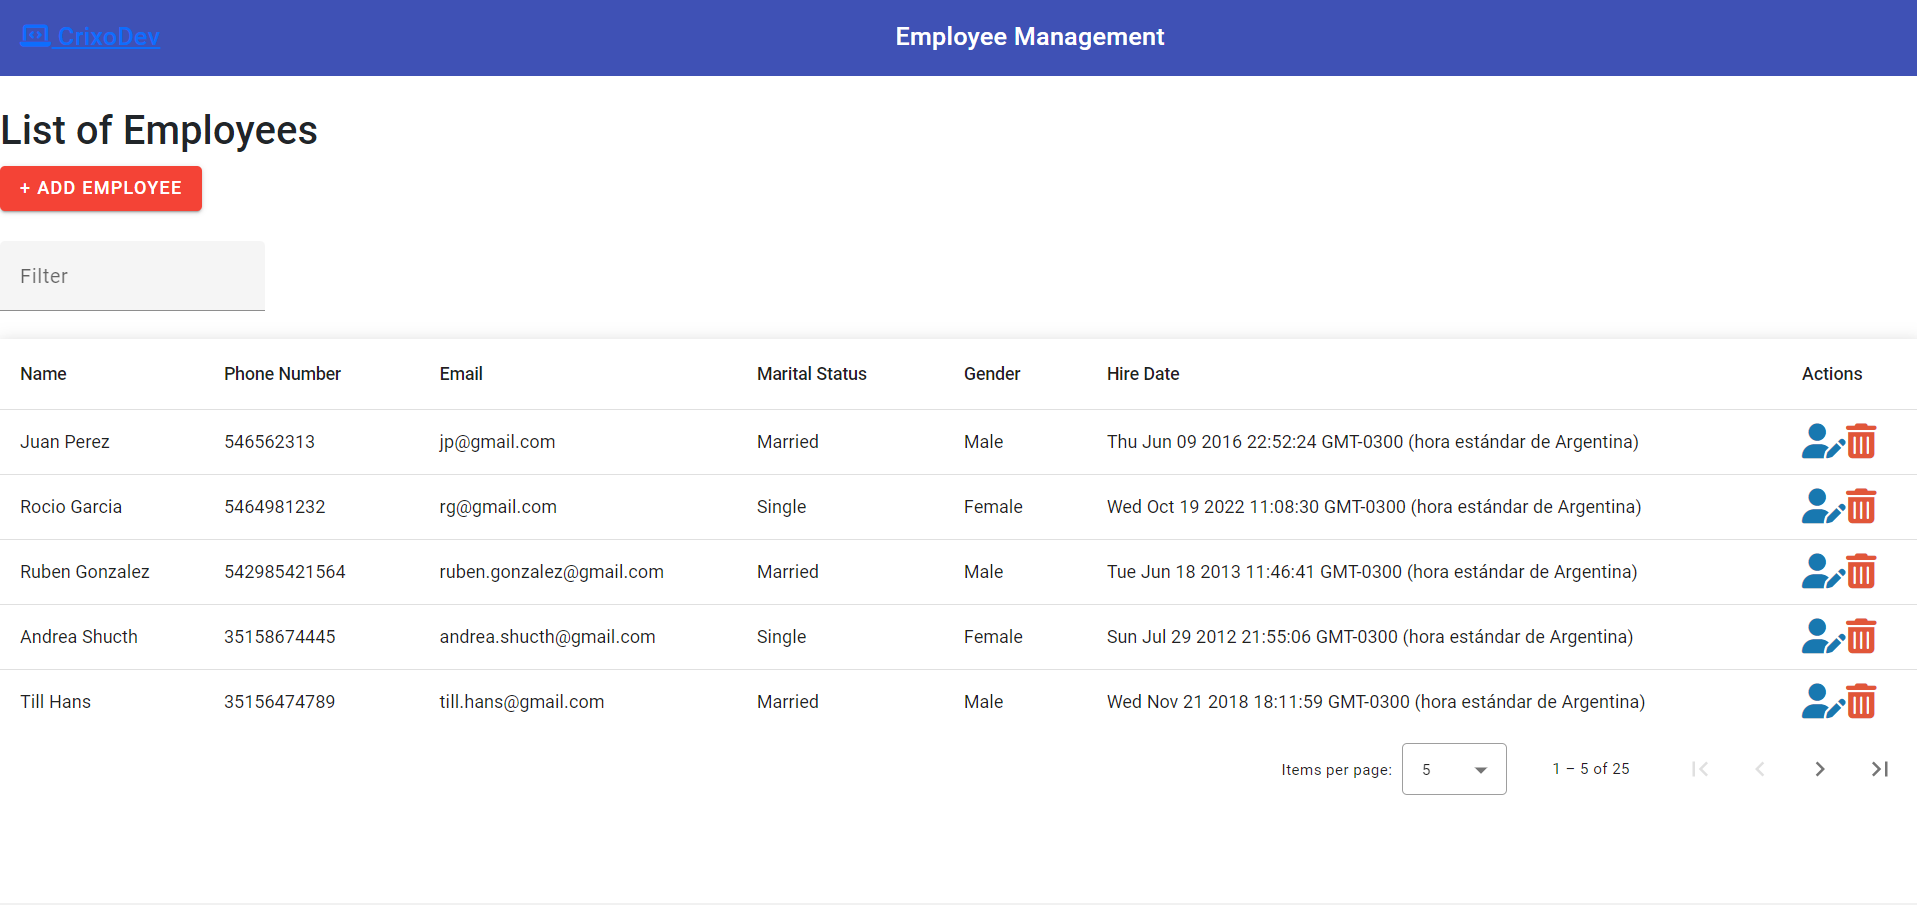 CrixoDev
Employee Management
List of Employees
+ ADD EMPLOYEE
Filter
Name Phone Number Email Marital Status Gender Hire Date Actions
Juan Perez 546562313 jp@gmail.com Married Male Thu Jun 09 2016 22:52:24 GMT-0300 (hora estándar de Argentina)
Rocio Garcia 5464981232 rg@gmail.com Single Female Wed Oct 19 2022 11:08:30 GMT-0300 (hora estándar de Argentina)
Ruben Gonzalez 542985421564 ruben.gonzalez@gmail.com Married Male Tue Jun 18 2013 11:46:41 GMT-0300 (hora estándar de Argentina)
Andrea Shucth 35158674445 andrea.shucth@gmail.com Single Female Sun Jul 29 2012 21:55:06 GMT-0300 (hora estándar de Argentina)
Till Hans 35156474789 till.hans@gmail.com Married Male Wed Nov 21 2018 18:11:59 GMT-0300 (hora estándar de Argentina)
Items per page: 5 1 – 5 of 25